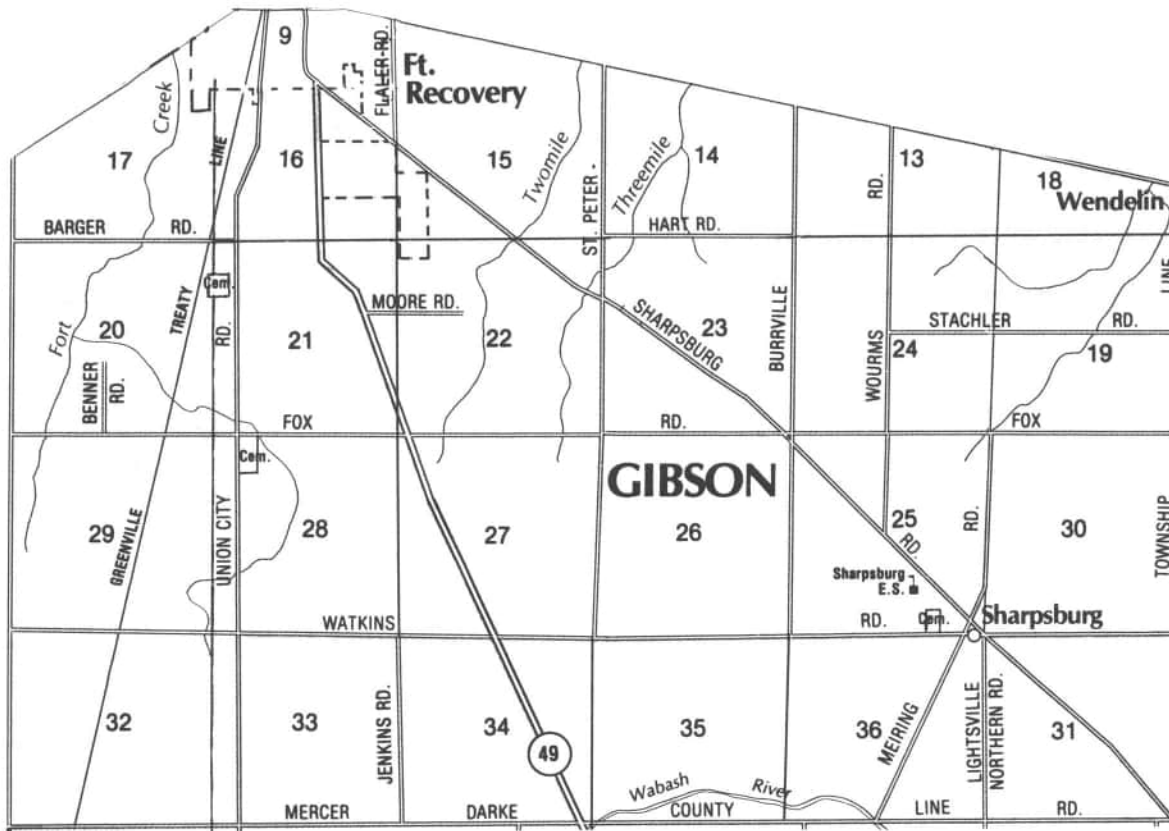 9
FLALER-RD.
Ft.
Recovery
Creek
17
LINE
16
15
Twomile
ST. PETER -
Threemile
14
RD.
13
18
Wendelin
BARGER RD.
HART RD.
Cem.
TREATY
RD.
MOORE RD.
LINE
Fort
20
21
22
SHARPSBURG
23
BURRVILLE
STACHLER RD.
WOURMS
24
19
BENNER
RD.
FOX RD. FOX
Cem.
GIBSON
29
GREENVILLE
UNION CITY
28
27
26
25
RD.
RD.
30
TOWNSHIP
Sharpsburg
E.S.
WATKINS RD.
Cem.
Sharpsburg
32
33
JENKINS RD.
34
49
35
36
MEIRING
LIGHTSVILLE
NORTHERN RD.
31
Wabash River
MERCER DARKE COUNTY LINE RD.